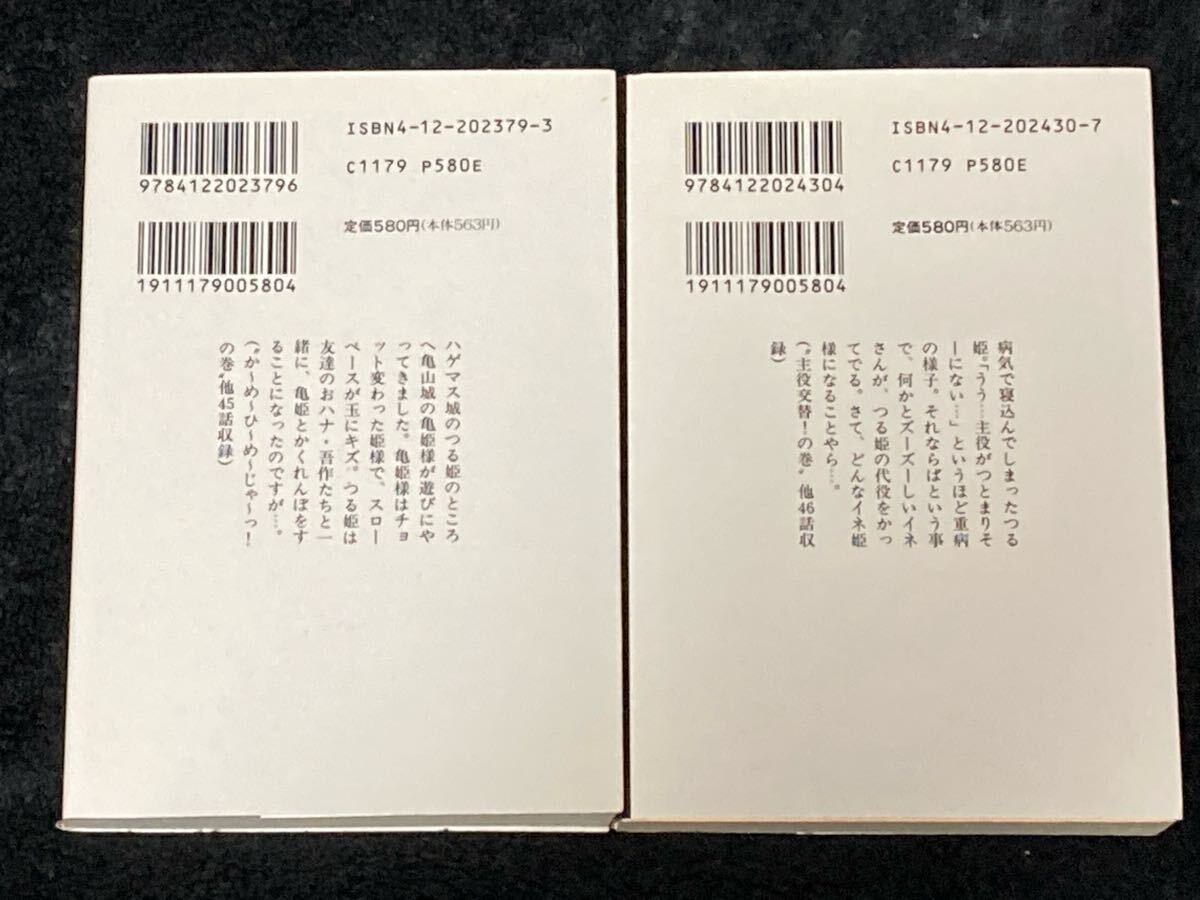 9784122023796
ISBN4-12-202379-3
C1179 P580E
1911179005804
定価580円(本体563円)
ハゲマス城のつる姫のところ
へ亀山城の亀姫様が遊びにや
ってきました。亀姫様はチョ
ット変わった姫様で、スロー
ペースが玉にキズ。つる姫は
友達のおハナ・吾作たちと一
緒に、亀姫とかくれんぼをす
ることになったのですが…。
(〝か～め～ひ～め～じゃ～っ！
の巻〟他45話収録)
9784122024304
ISBN4-12-202430-7
C1179 P580E
1911179005804
定価580円(本体563円)
病気で寝込んでしまったつる
姫。「うう…主役がつとまりそ
ーにない…」というほど重病
の様子。それならばという事
で、何かとズーズーしいイネ
さんが、つる姫の代役をかっ
てでる。さて、どんなイネ姫
様になることやら…。
(〝主役交替！の巻〟他46話収
録)